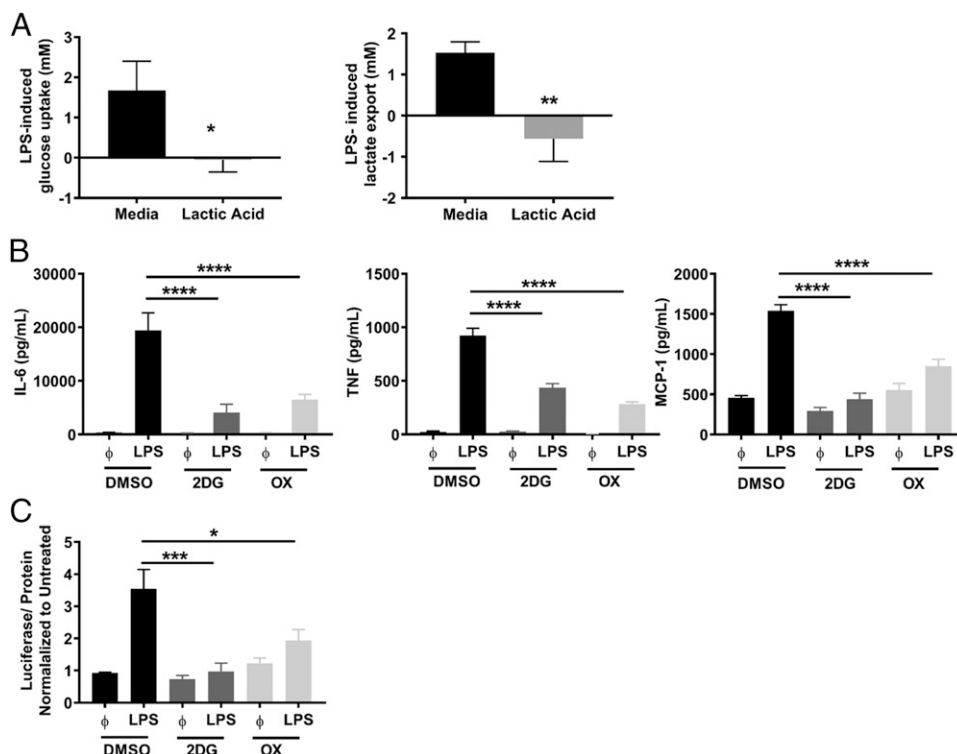 A
LPS-induced
glucose uptake (mM)
3
2
1
0
-1
*
Media Lactic Acid
LPS- induced
lactate export (mM)
2
1
0
-1
-2
**
Media Lactic Acid
B
IL-6 (pg/mL)
30000
20000
10000
0
****
****
ϕ LPS ϕ LPS ϕ LPS
DMSO 2DG OX
TNF
(pg/mL)
1500
1000
500
0
****
****
ϕ LPS ϕ LPS ϕ LPS
DMSO 2DG OX
MCP-1
(pg/mL)
2000
1500
1000
500
0
****
****
ϕ LPS ϕ LPS ϕ LPS
DMSO 2DG OX
C
Luciferase/ Protein
Normalalized to Untreated
5
4
3
2
1
0
*
***
ϕ LPS ϕ LPS ϕ LPS
DMSO 2DG OX